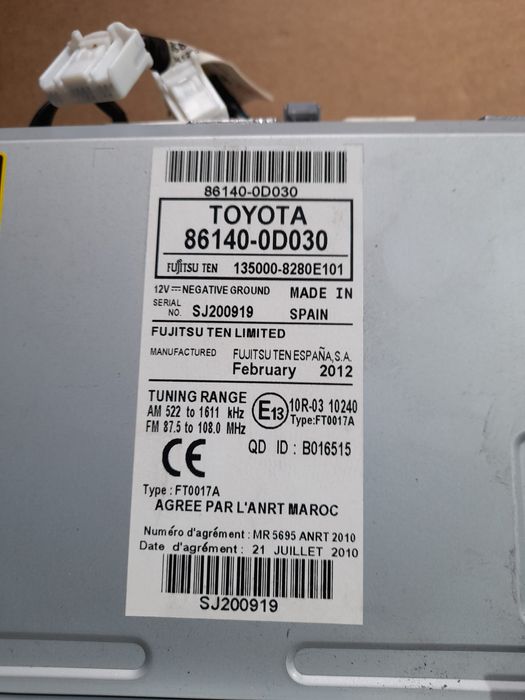 86140-0D030
TOYOTA
86140-0D030
FUJITSU TEN 135000-8280E101
12V NEGATIVE GROUND MADE IN
SERIAL NO. SJ200919 SPAIN
FUJITSU TEN LIMITED
MANUFACTURED FUJITSU TEN ESPAÑA,S.A.
February 2012
TUNING RANGE
AM 522 to 1611 kHz
FM 87.5 to 108.0 MHz
E13 10R-03 10240
Type:FT0017A
CE QD ID : B016515
Type : FT0017A
AGREE PAR L'ANRT MAROC
Numéro d'agrément : MR 5695 ANRT 2010
Date d'agrément : 21 JUILLET 2010
SJ200919